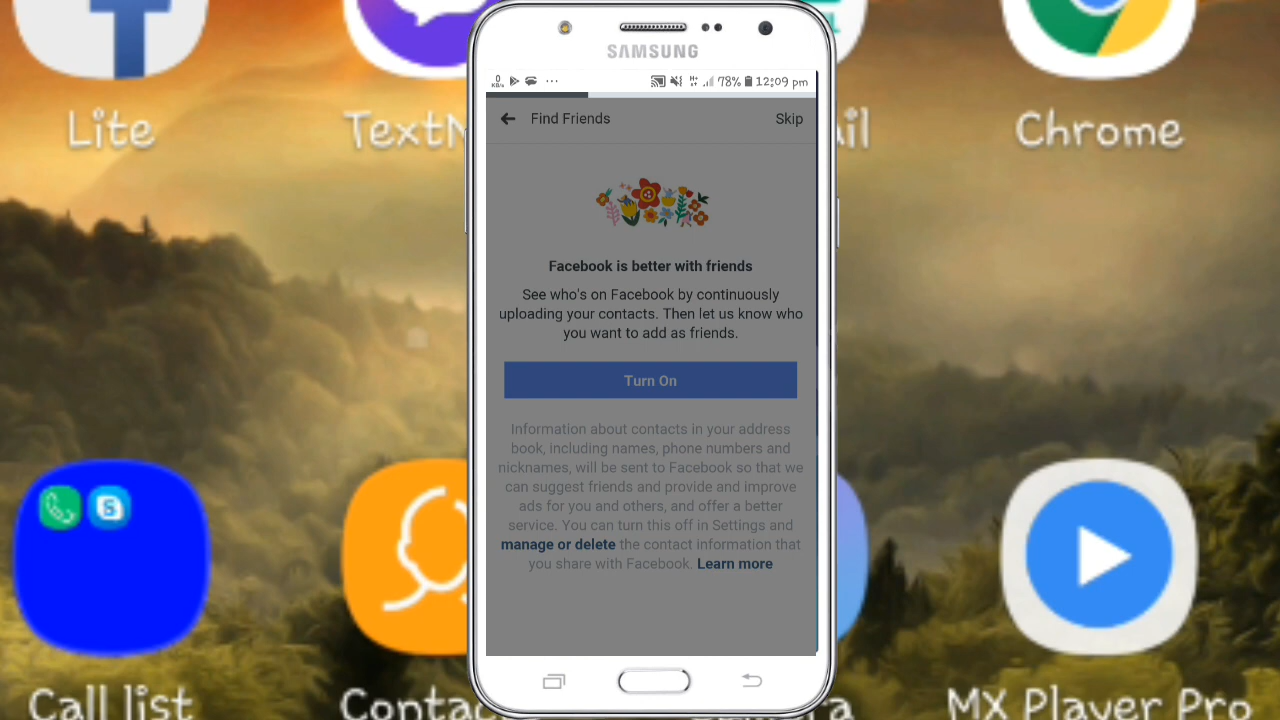 SAMSUNG
0
KB/s
78% 12:09 pm
Find Friends
Skip
Facebook is better with friends
See who's on Facebook by continuously
uploading your contacts. Then let us know who
you want to add as friends.
Turn On
Information about contacts in your address
book, including names, phone numbers and
nicknames, will be sent to Facebook so that we
can suggest friends and provide and improve
ads for you and others, and offer a better
service. You can turn this off in Settings and
manage or delete the contact information that
you share with Facebook. Learn more
Lite
TextN
il
Chrome
Call list
Contac
MX Player Pro